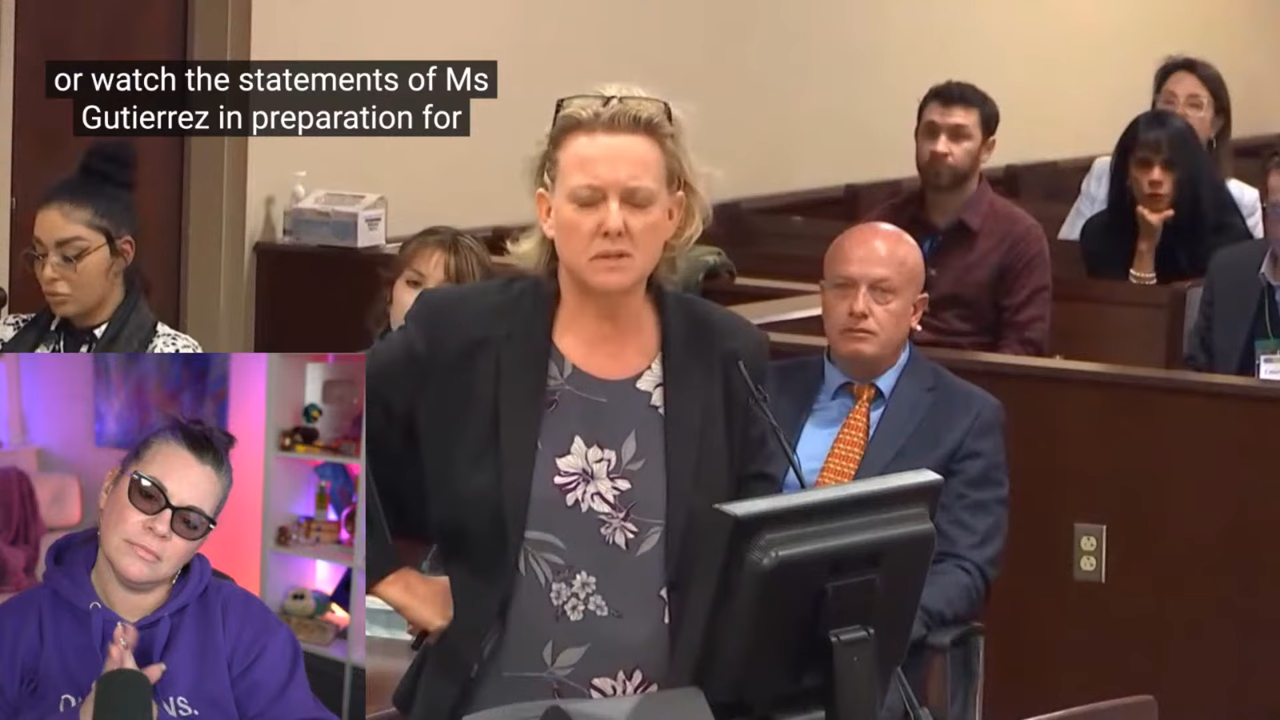 or watch the statements of Ms
Gutierrez in preparation for